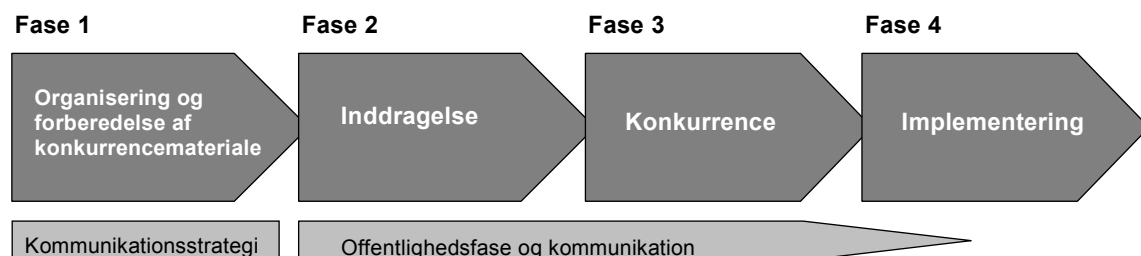 Fase 1
Fase 2
Fase 3
Fase 4
Organisering og
forberedelse af
konkurrencemateriale
Inddragelse
Konkurrence
Implementering
Kommunikationsstrategi
Offentlighedsfase og kommunikation